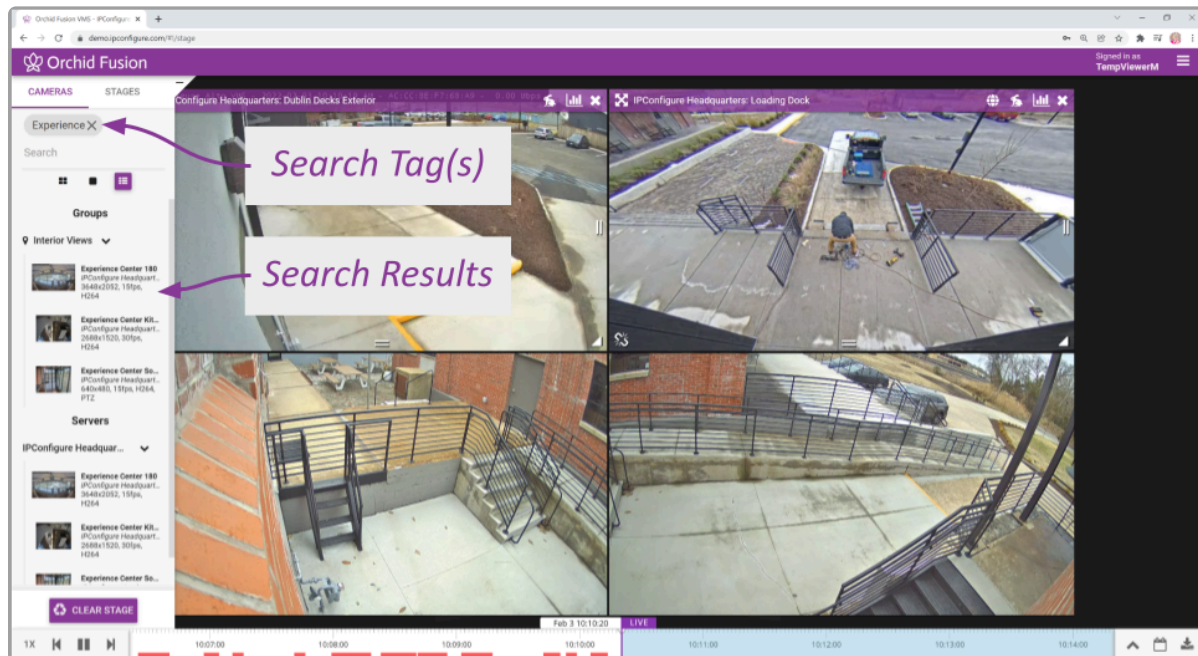 Orchid Fusion VMS - IPConfigur
demo.ipconfigure.com/#!/stage
Orchid Fusion
Signed in as
TempViewerM
CAMERAS
STAGES
Configure Headquarters: Dublin Decks Exterior
IPConfigure Headquarters: Loading Dock
Experience
Search
Search Tag(s)
Groups
Interior Views
Search Results
Experience Center 180
IPConfigure Headquart...
3648x2052, 15fps,
H264
Experience Center Kit...
IPConfigure Headquart...
2688x1520, 30fps,
H264
Experience Center So...
IPConfigure Headquart...
640x480, 15fps, H264,
PTZ
Servers
IPConfigure Headquar...
Experience Center 180
IPConfigure Headquart...
3648x2052, 15fps,
H264
Experience Center Kit...
IPConfigure Headquart...
2688x1520, 30fps,
H264
Experience Center So...
CLEAR STAGE
Feb 3 10:10:20
LIVE
1X
10:07:00
10:08:00
10:09:00
10:10:00
10:11:00
10:12:00
10:13:00
10:14:00